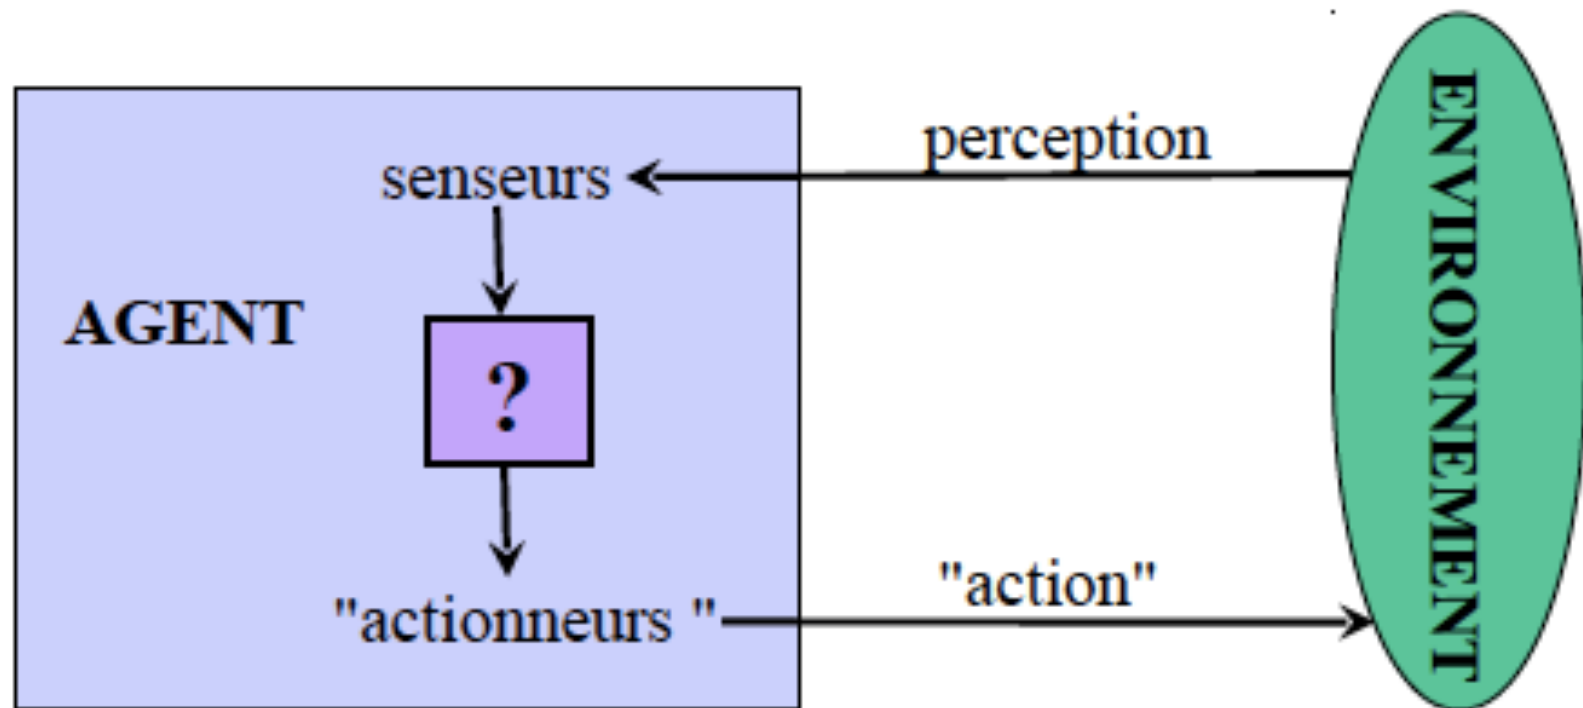 perception
senseurs
AGENT
?
"action"
"actionneurs "
ENVIRONNEMENT